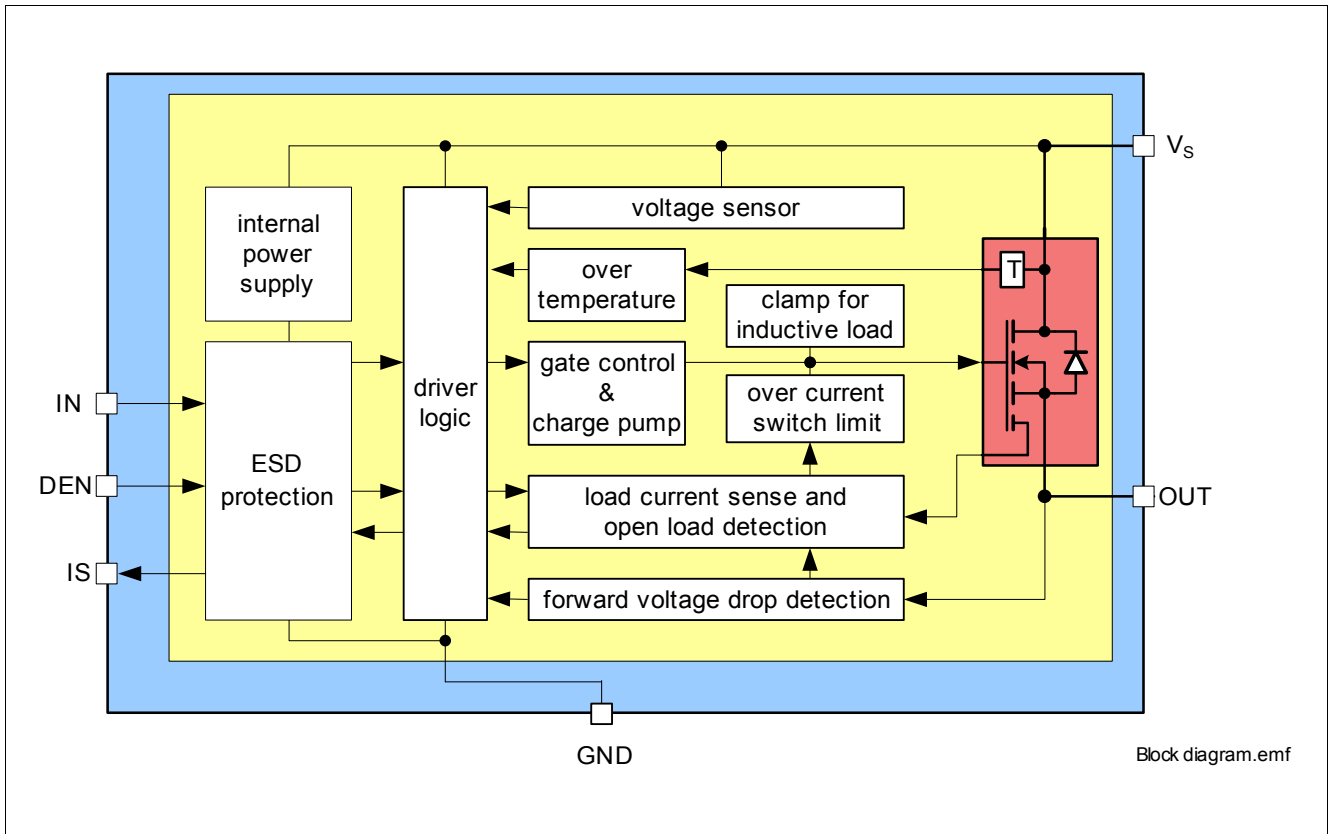 V_S
internal
power
supply
voltage sensor
over
temperature
T
clamp for
inductive load
IN
DEN
IS
ESD
protection
driver
logic
gate control
&
charge pump
over current
switch limit
load current sense and
open load detection
OUT
forward voltage drop detection
GND
Block diagram.emf